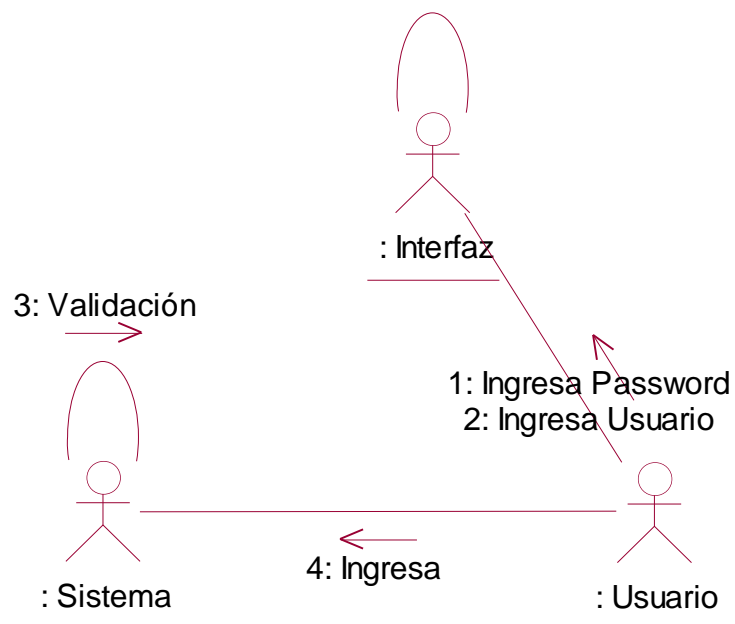 : Interfaz
3: Validación
1: Ingresa Password
2: Ingresa Usuario
4: Ingresa
: Sistema
: Usuario